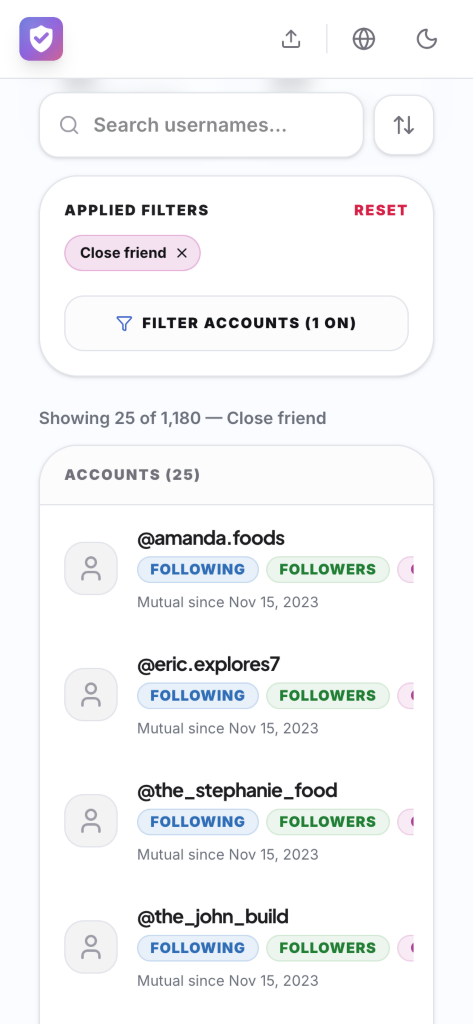 Search usernames...
APPLIED FILTERS
RESET
Close friend
FILTER ACCOUNTS (1 ON)
Showing 25 of 1,180 — Close friend
ACCOUNTS (25)
@amanda.foods
FOLLOWING FOLLOWERS
Mutual since Nov 15, 2023
@eric.explores7
FOLLOWING FOLLOWERS
Mutual since Nov 15, 2023
@the_stephanie_food
FOLLOWING FOLLOWERS
Mutual since Nov 15, 2023
@the_john_build
FOLLOWING FOLLOWERS
Mutual since Nov 15, 2023